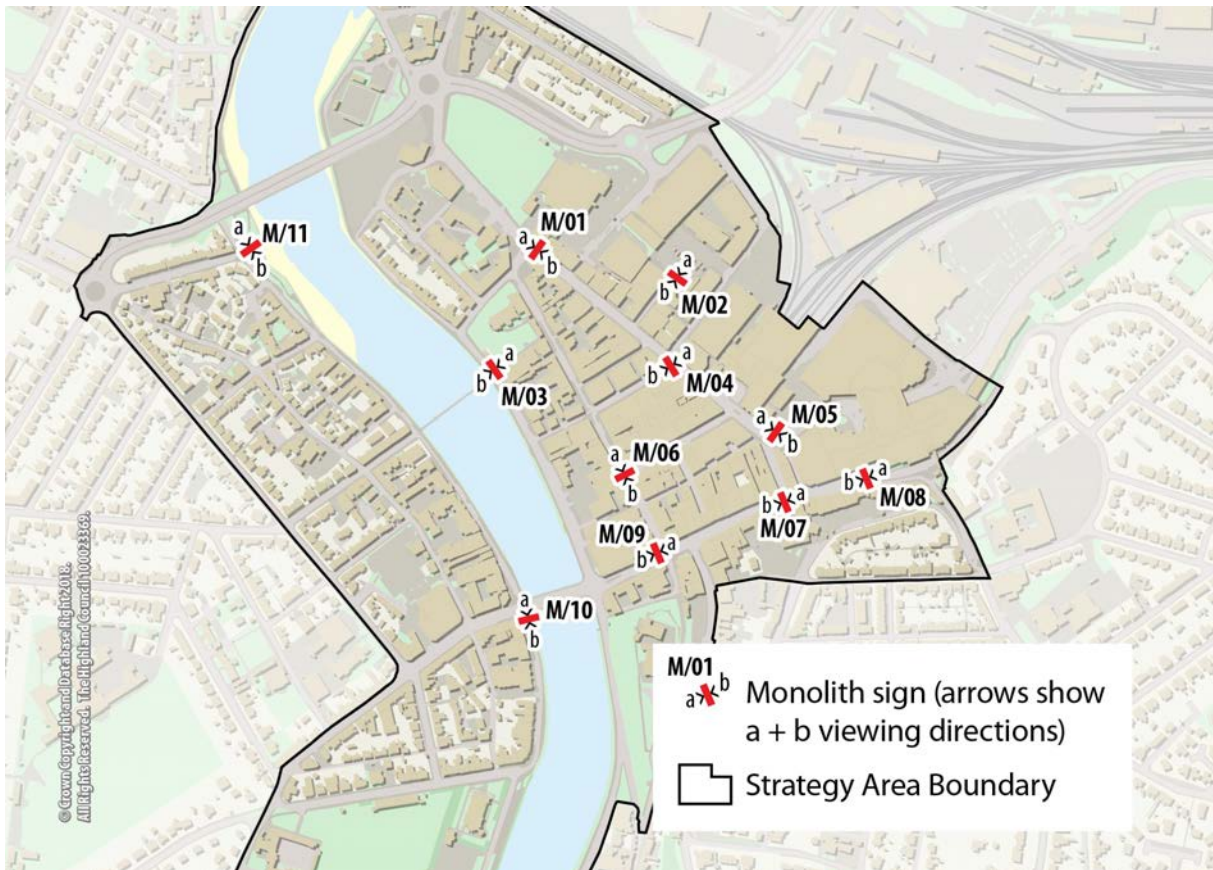 M/01
a
b
M/11
a
b
M/02
a
b
M/03
a
b
M/04
a
b
M/05
a
b
M/06
a
b
M/07
a
b
M/08
a
b
M/09
a
b
M/10
a
b
M/01
a
b
Monolith sign (arrows show
a + b viewing directions)
Strategy Area Boundary
© Crown Copyright and Database Right 2018.
All Rights Reserved. The Highland Council 100023369.